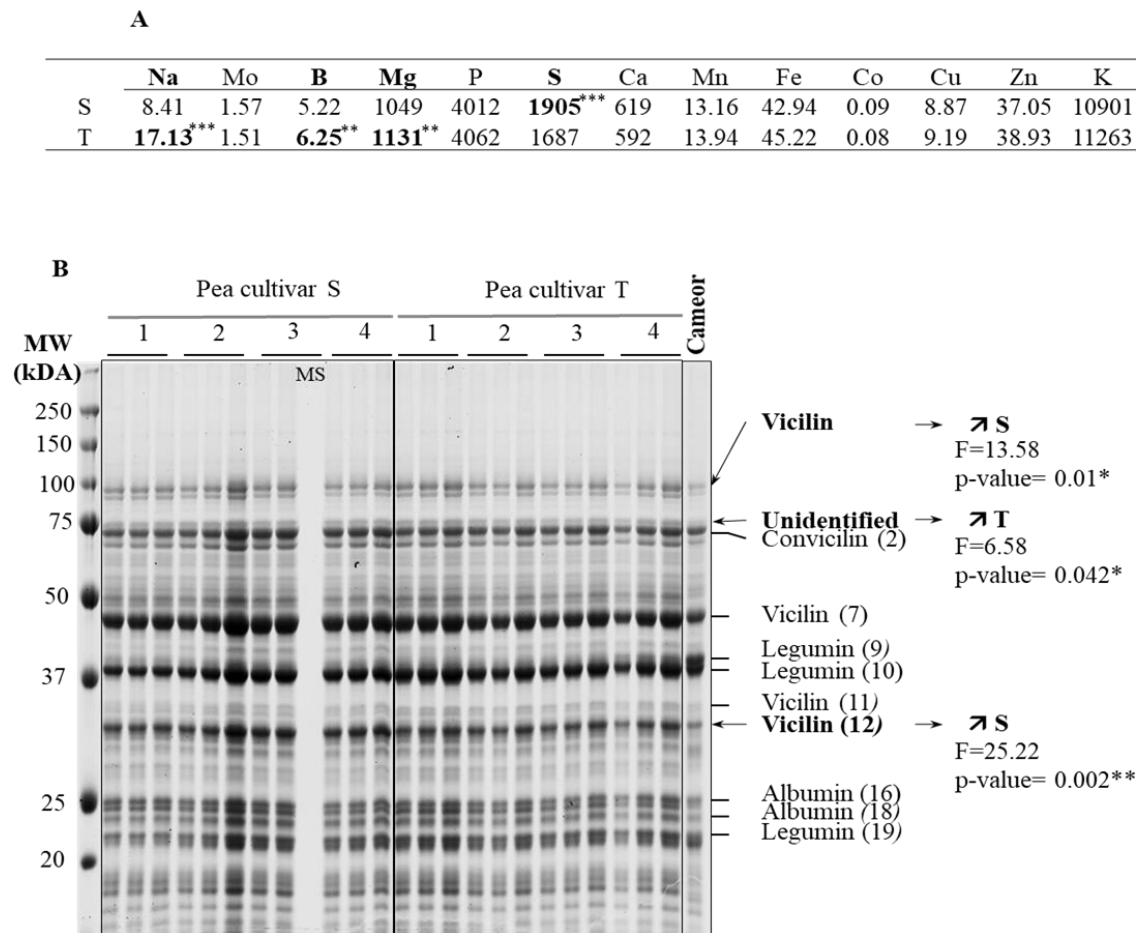 A
Na Mo B Mg P S Ca Mn Fe Co Cu Zn K
S 8.41 1.57 5.22 1049 4012 1905*** 619 13.16 42.94 0.09 8.87 37.05 10901
T 17.13*** 1.51 6.25** 1131** 4062 1687 592 13.94 45.22 0.08 9.19 38.93 11263
B
Pea cultivar S Pea cultivar T
1 2 3 4 1 2 3 4 Cameor
MW
(kDA)
MS
250
150
100
75
50
37
25
20
Vicilin → ↗ S
F=13.58
p-value= 0.01*
Unidentified → ↗ T
Convicilin (2) F=6.58
p-value= 0.042*
Vicilin (7)
Legumin (9)
Legumin (10)
Vicilin (11)
Vicilin (12) → ↗ S
F=25.22
p-value= 0.002**
Albumin (16)
Albumin (18)
Legumin (19)